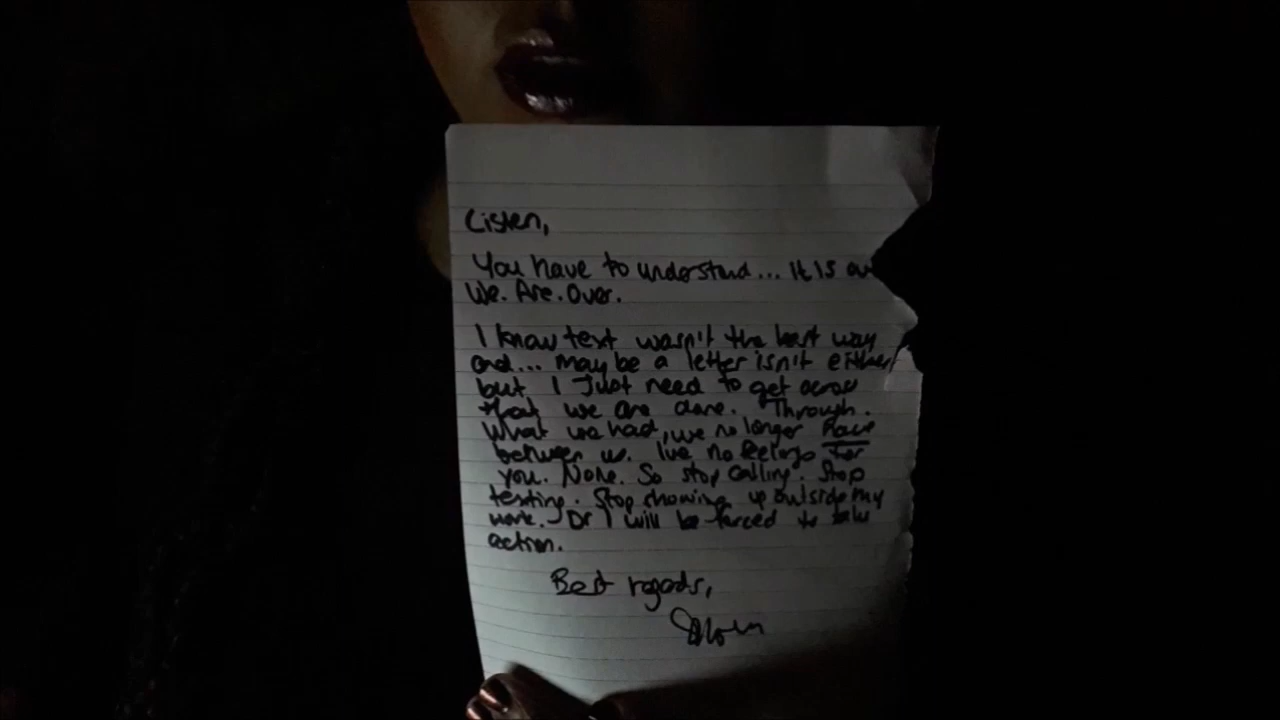 Listen,
You have to understand... it is ov
We. Are. Over.
I know text wasn't the best way
and... maybe a letter isn't either
but I just need to get across
that we are done. Through.
What we had, we no longer have
between us. I've no feelings for
you. None. So stop calling. Stop
texting. Stop showing up outside my
work. Or I will be forced to take
action.
Best regards,